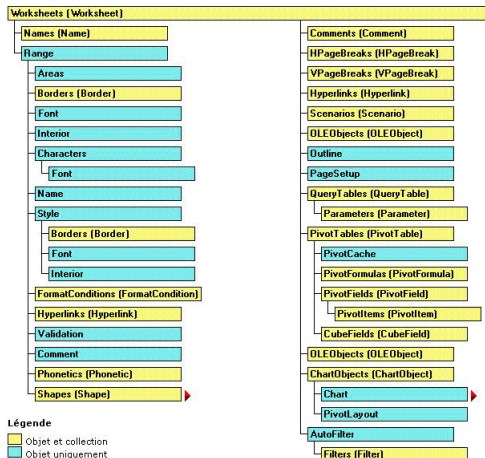 Worksheets (Worksheet)
Names (Name)
Range
Areas
Borders (Border)
Font
Interior
Characters
Font
Name
Style
Borders (Border)
Font
Interior
FormatConditions (FormatCondition)
Hyperlinks (Hyperlink)
Validation
Comment
Phonetics (Phonetic)
Shapes (Shape)
Légende
Objet et collection
Objet uniquement
Comments (Comment)
HPageBreaks (HPageBreak)
VPageBreaks (VPageBreak)
Hyperlinks (Hyperlink)
Scenarios (Scenario)
OLEObjects (OLEObject)
Outline
PageSetup
QueryTables (QueryTable)
Parameters (Parameter)
PivotTables (PivotTable)
PivotCache
PivotFormulas (PivotFormula)
PivotFields (PivotField)
PivotItems (PivotItem)
CubeFields (CubeField)
OLEObjects (OLEObject)
ChartObjects (ChartObject)
Chart
PivotLayout
AutoFilter
Filters (Filter)